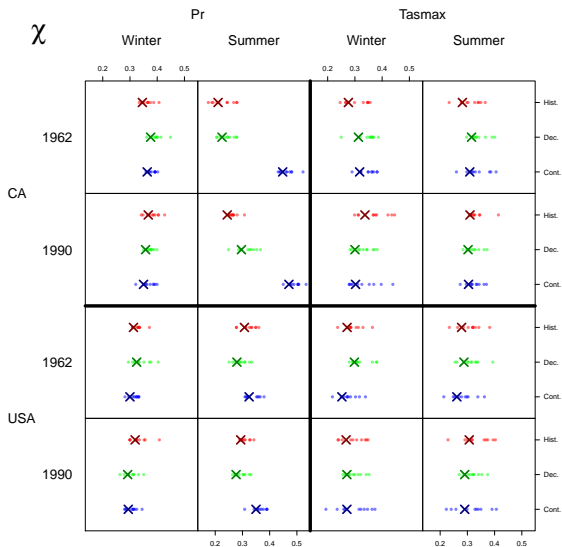 χ
Pr Tasmax
Winter Summer Winter Summer
0.2 0.3 0.4 0.5 0.2 0.3 0.4 0.5
Hist.
1962 Dec.
Cont.
CA
Hist.
1990 Dec.
Cont.
Hist.
1962 Dec.
Cont.
USA
Hist.
1990 Dec.
Cont.
0.2 0.3 0.4 0.5 0.2 0.3 0.4 0.5